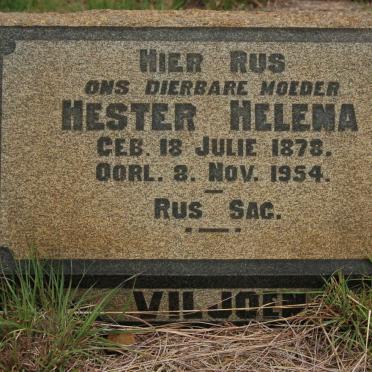 HIER RUS
ONS DIERBARE MOEDER
HESTER HELENA
GEB. 18 JULIE 1878.
OORL. 8. NOV. 1954.
RUS SAG.
VILJOEN